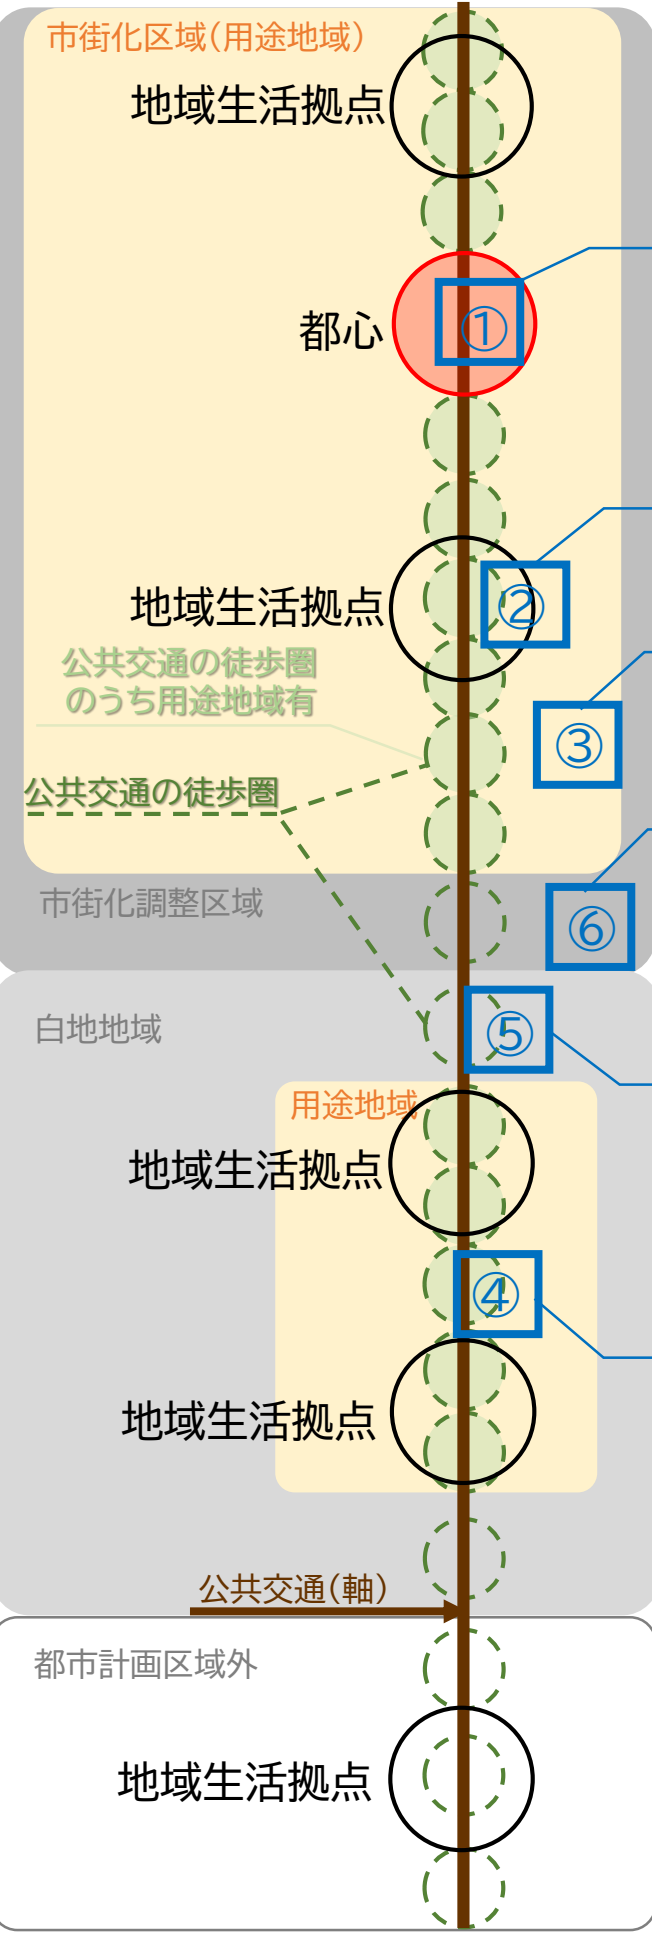 市街化区域(用途地域)
地域生活拠点
都心
①
地域生活拠点
②
公共交通の徒歩圏
のうち用途地域有
③
公共交通の徒歩圏
市街化調整区域
⑥
白地地域
⑤
用途地域
地域生活拠点
④
地域生活拠点
公共交通(軸)
都市計画区域外
地域生活拠点